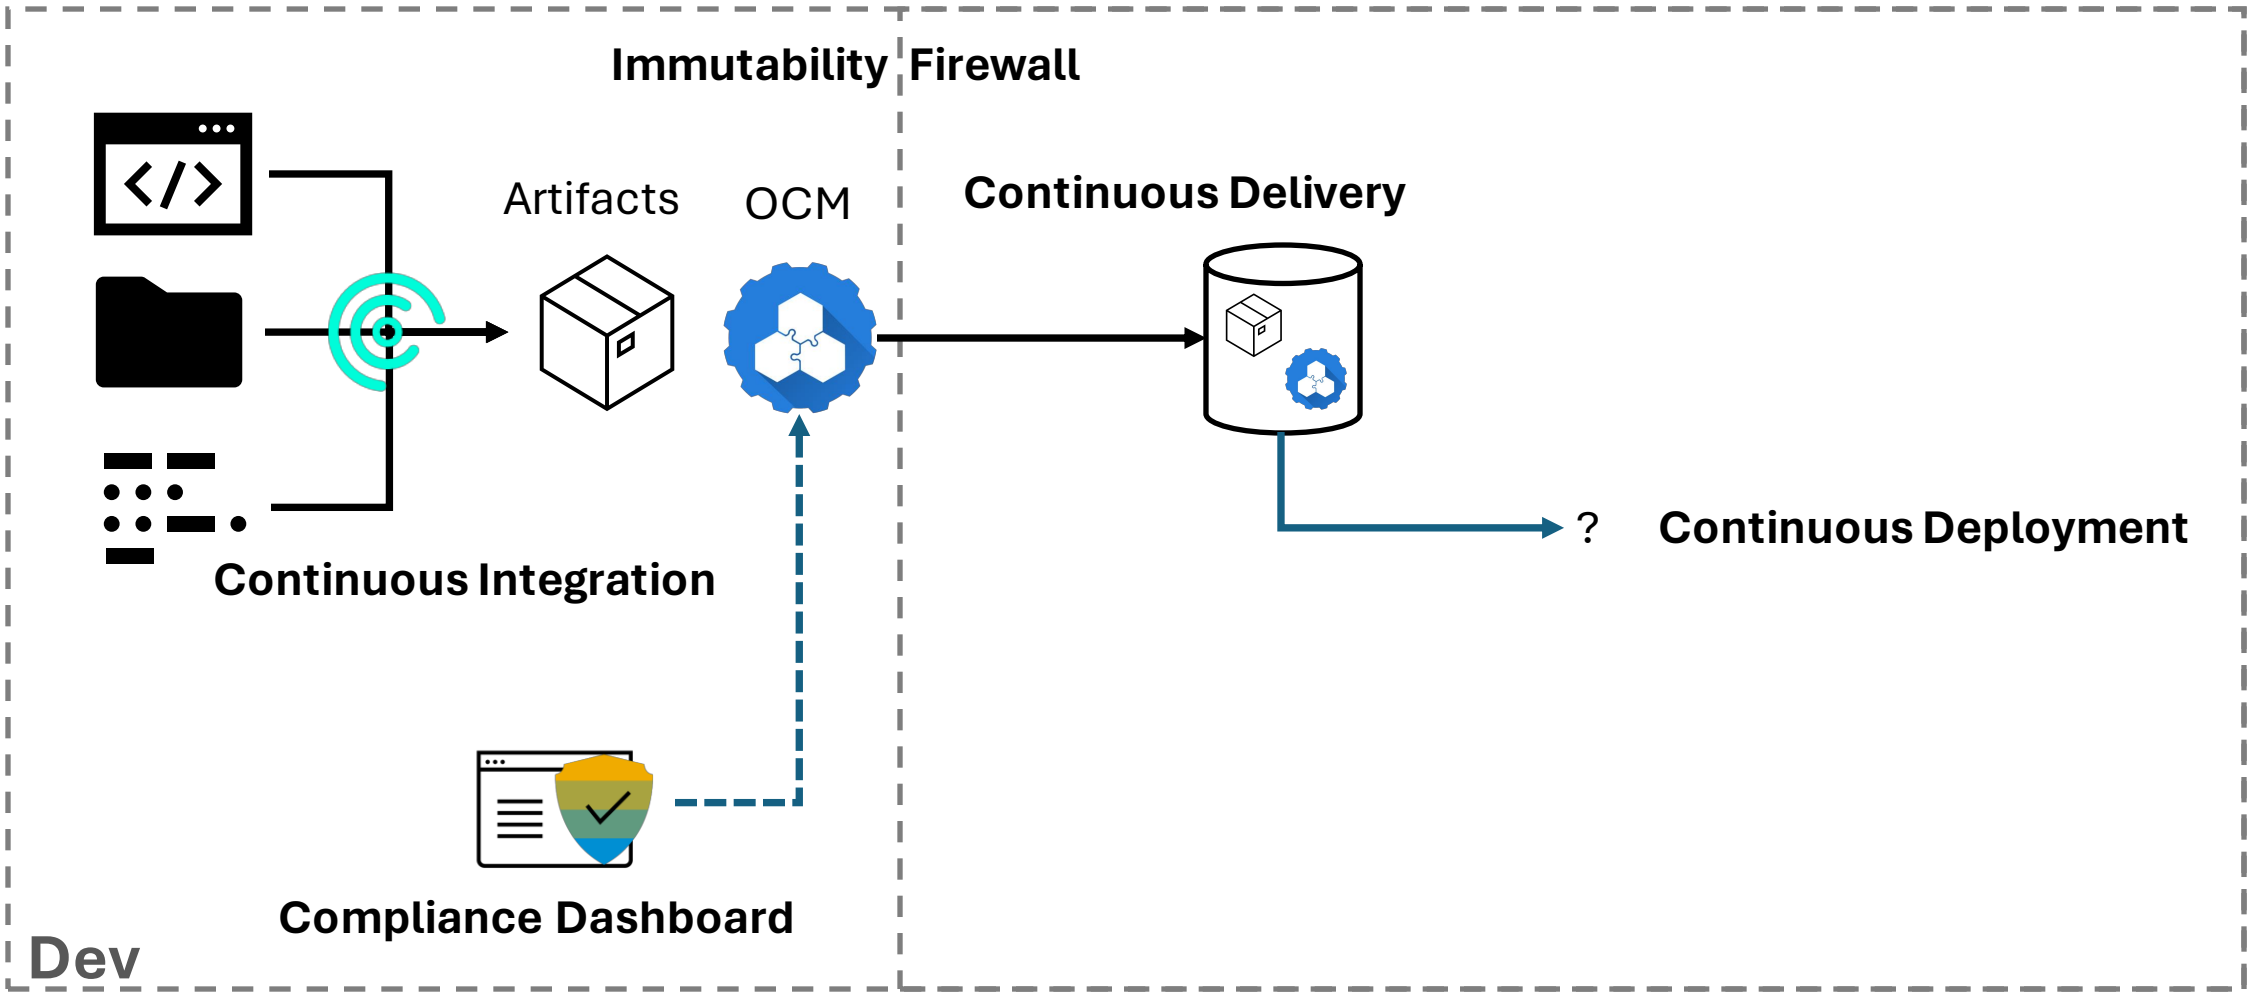 Immutability Firewall
Artifacts
OCM
Continuous Delivery
</>
? Continuous Deployment
Continuous Integration
Compliance Dashboard
Dev